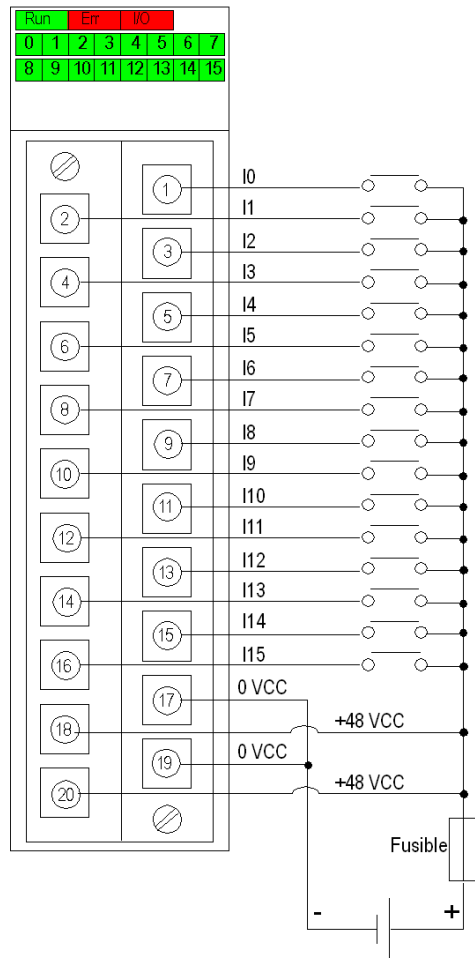 Run Err I/O
0 1 2 3 4 5 6 7
8 9 10 11 12 13 14 15
1 I0
2 I1
3 I2
4 I3
5 I4
6 I5
7 I6
8 I7
9 I8
10 I9
11 I10
12 I11
13 I12
14 I13
15 I14
16 I15
17 0 VCC
18 +48 VCC
19 0 VCC
20 +48 VCC
Fusible
- +